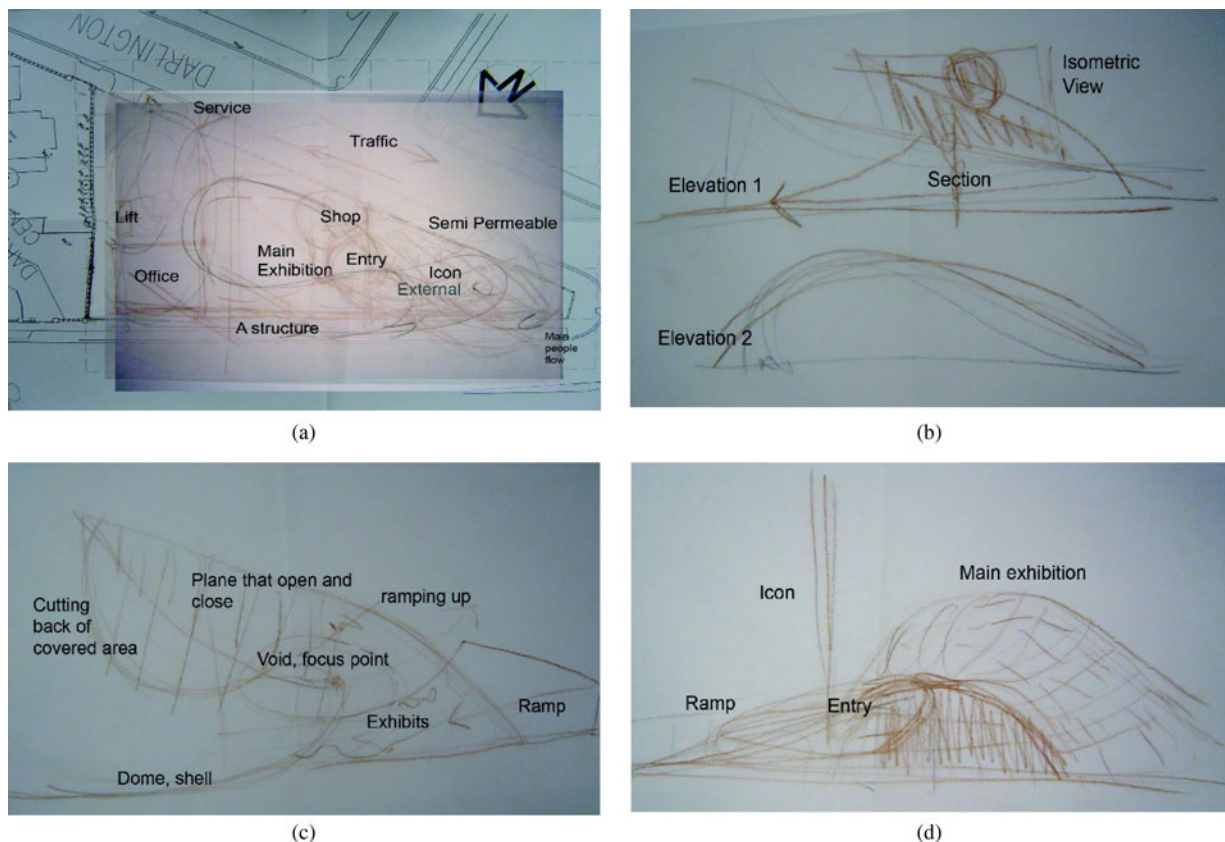 DARLINGTON
Service
N
Traffic
Lift
Shop
Semi Permeable
Main
Exhibition
Entry
Icon
External
Office
A structure
Main
people
flow
(a)
Isometric
View
Elevation 1
Section
Elevation 2
(b)
Plane that open and
close
ramping up
Cutting
back of
covered area
Void, focus point
Ramp
Exhibits
Dome, shell
(c)
Icon
Main exhibition
Ramp
Entry
(d)